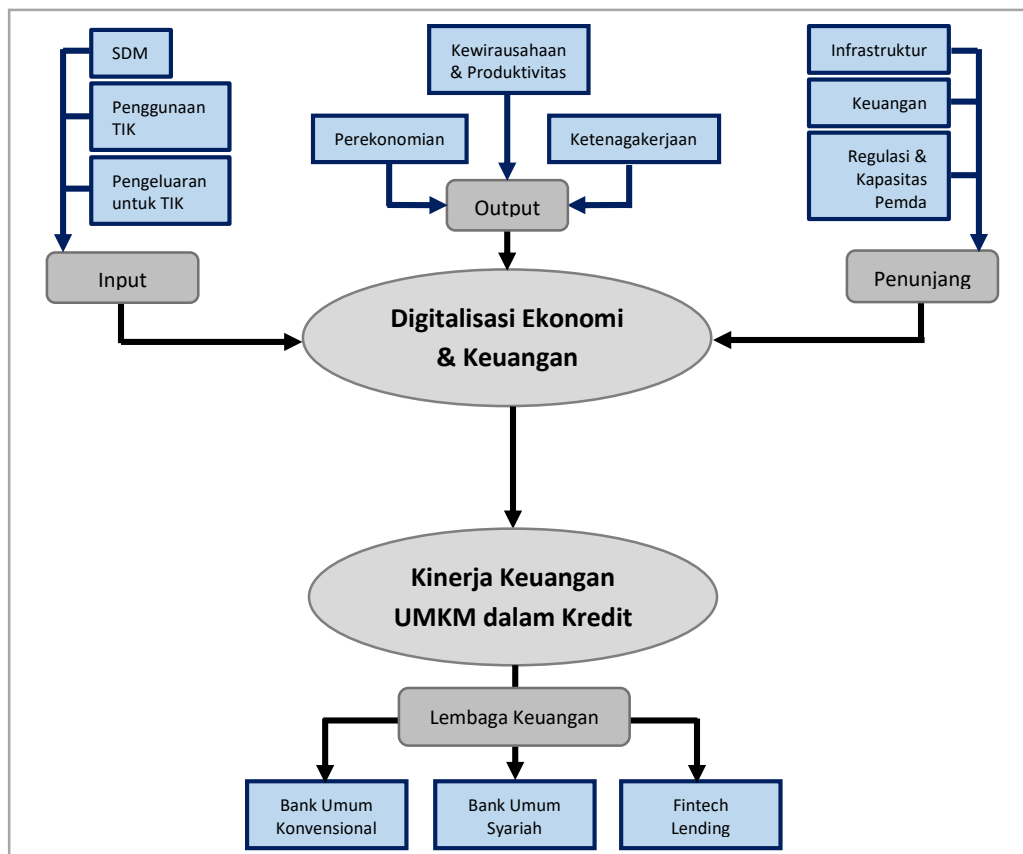 SDM
Penggunaan
TIK
Pengeluaran
untuk TIK
Input
Kewirausahaan
& Produktivitas
Perekonomian
Ketenagakerjaan
Output
Infrastruktur
Keuangan
Regulasi &
Kapasitas
Pemda
Penunjang
Digitalisasi Ekonomi
& Keuangan
Kinerja Keuangan
UMKM dalam Kredit
Lembaga Keuangan
Bank Umum
Konvensional
Bank Umum
Syariah
Fintech
Lending